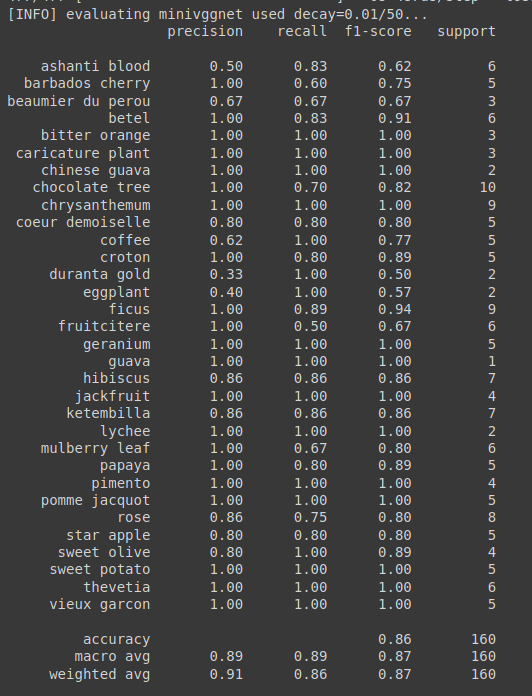 [INFO] evaluating minivggnet used decay=0.01/50...
precision recall f1-score support
ashanti blood 0.50 0.83 0.62 6
barbados cherry 1.00 0.60 0.75 5
beaumier du perou 0.67 0.67 0.67 3
betel 1.00 0.83 0.91 6
bitter orange 1.00 1.00 1.00 3
caricature plant 1.00 1.00 1.00 3
chinese guava 1.00 1.00 1.00 2
chocolate tree 1.00 0.70 0.82 10
chrysanthemum 1.00 1.00 1.00 9
coeur demoiselle 0.80 0.80 0.80 5
coffee 0.62 1.00 0.77 5
croton 1.00 0.80 0.89 5
duranta gold 0.33 1.00 0.50 2
eggplant 0.40 1.00 0.57 2
ficus 1.00 0.89 0.94 9
fruitcitere 1.00 0.50 0.67 6
geranium 1.00 1.00 1.00 5
guava 1.00 1.00 1.00 1
hibiscus 0.86 0.86 0.86 7
jackfruit 1.00 1.00 1.00 4
ketembilla 0.86 0.86 0.86 7
lychee 1.00 1.00 1.00 2
mulberry leaf 1.00 0.67 0.80 6
papaya 1.00 0.80 0.89 5
pimento 1.00 1.00 1.00 4
pomme jacquot 1.00 1.00 1.00 5
rose 0.86 0.75 0.80 8
star apple 0.80 0.80 0.80 5
sweet olive 0.80 1.00 0.89 4
sweet potato 1.00 1.00 1.00 5
thevetia 1.00 1.00 1.00 6
vieux garcon 1.00 1.00 1.00 5
accuracy 0.86 160
macro avg 0.89 0.89 0.87 160
weighted avg 0.91 0.86 0.87 160